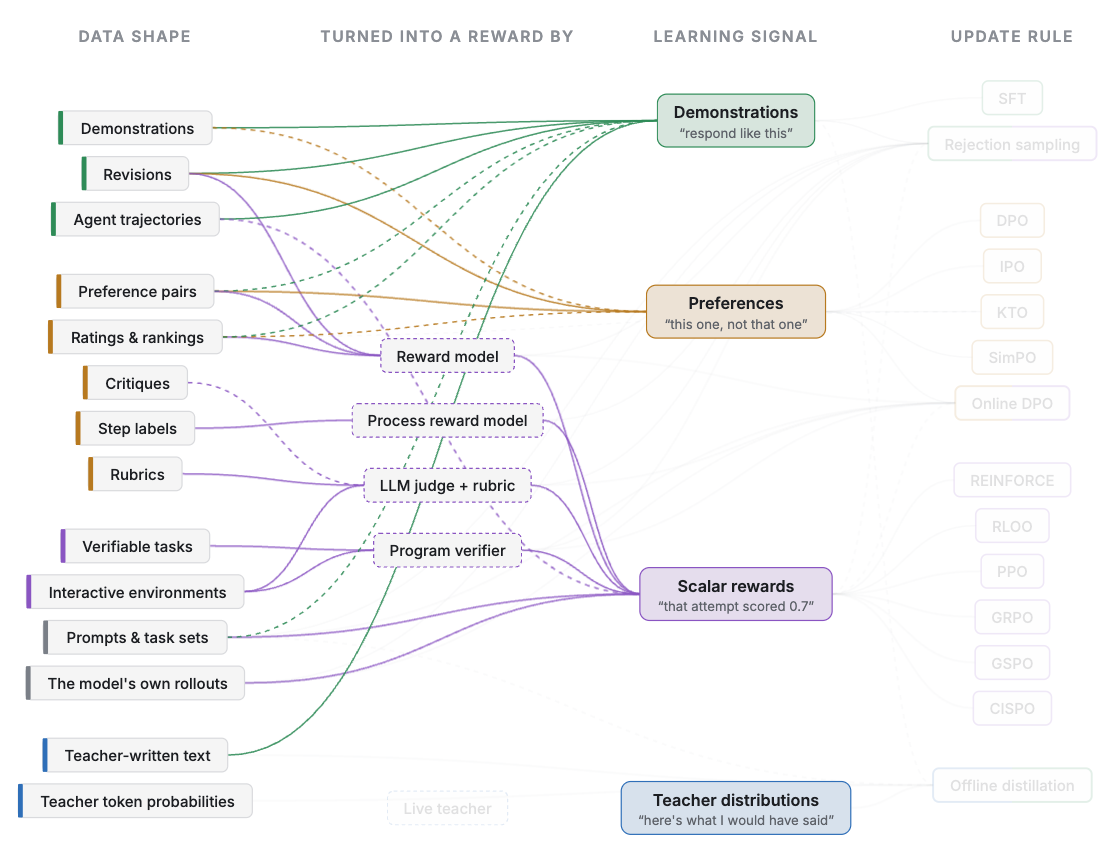 DATA SHAPE
TURNED INTO A REWARD BY
LEARNING SIGNAL
UPDATE RULE
Demonstrations
Revisions
Agent trajectories
Preference pairs
Ratings & rankings
Critiques
Step labels
Rubrics
Verifiable tasks
Interactive environments
Prompts & task sets
The model's own rollouts
Teacher-written text
Teacher token probabilities
Reward model
Process reward model
LLM judge + rubric
Program verifier
Live teacher
Demonstrations
“respond like this”
Preferences
“this one, not that one”
Scalar rewards
“that attempt scored 0.7”
Teacher distributions
“here's what I would have said”
SFT
Rejection sampling
DPO
IPO
KTO
SimPO
Online DPO
REINFORCE
RLOO
PPO
GRPO
GSPO
CISPO
Offline distillation